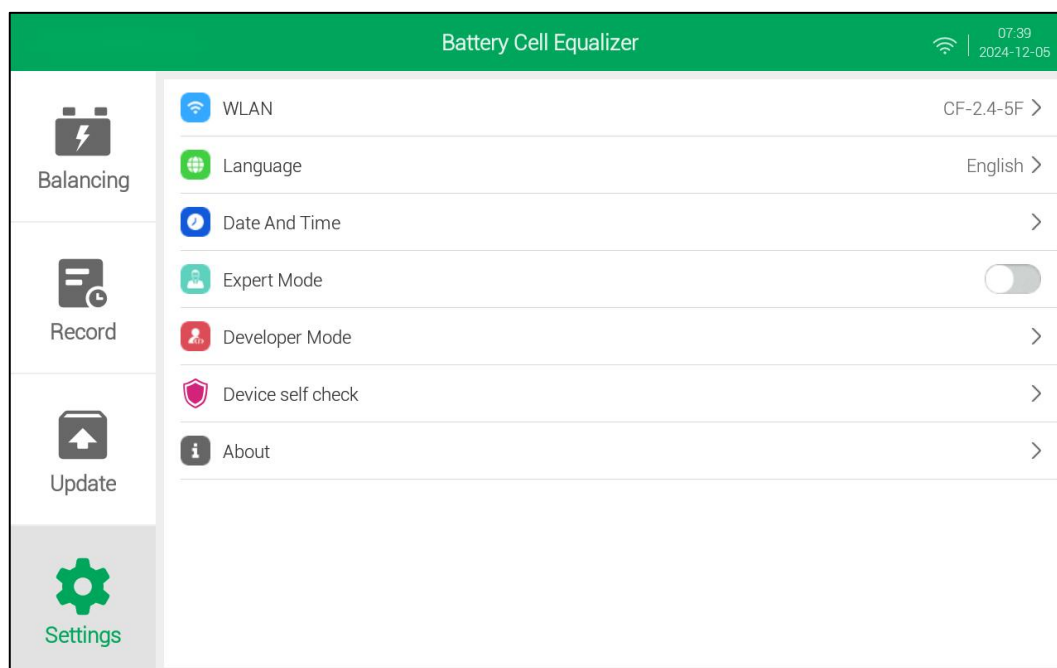 Battery Cell Equalizer
07:39
2024-12-05
Balancing
Record
Update
Settings
WLAN
CF-2.4-5F
Language
English
Date And Time
Expert Mode
Developer Mode
Device self check
About